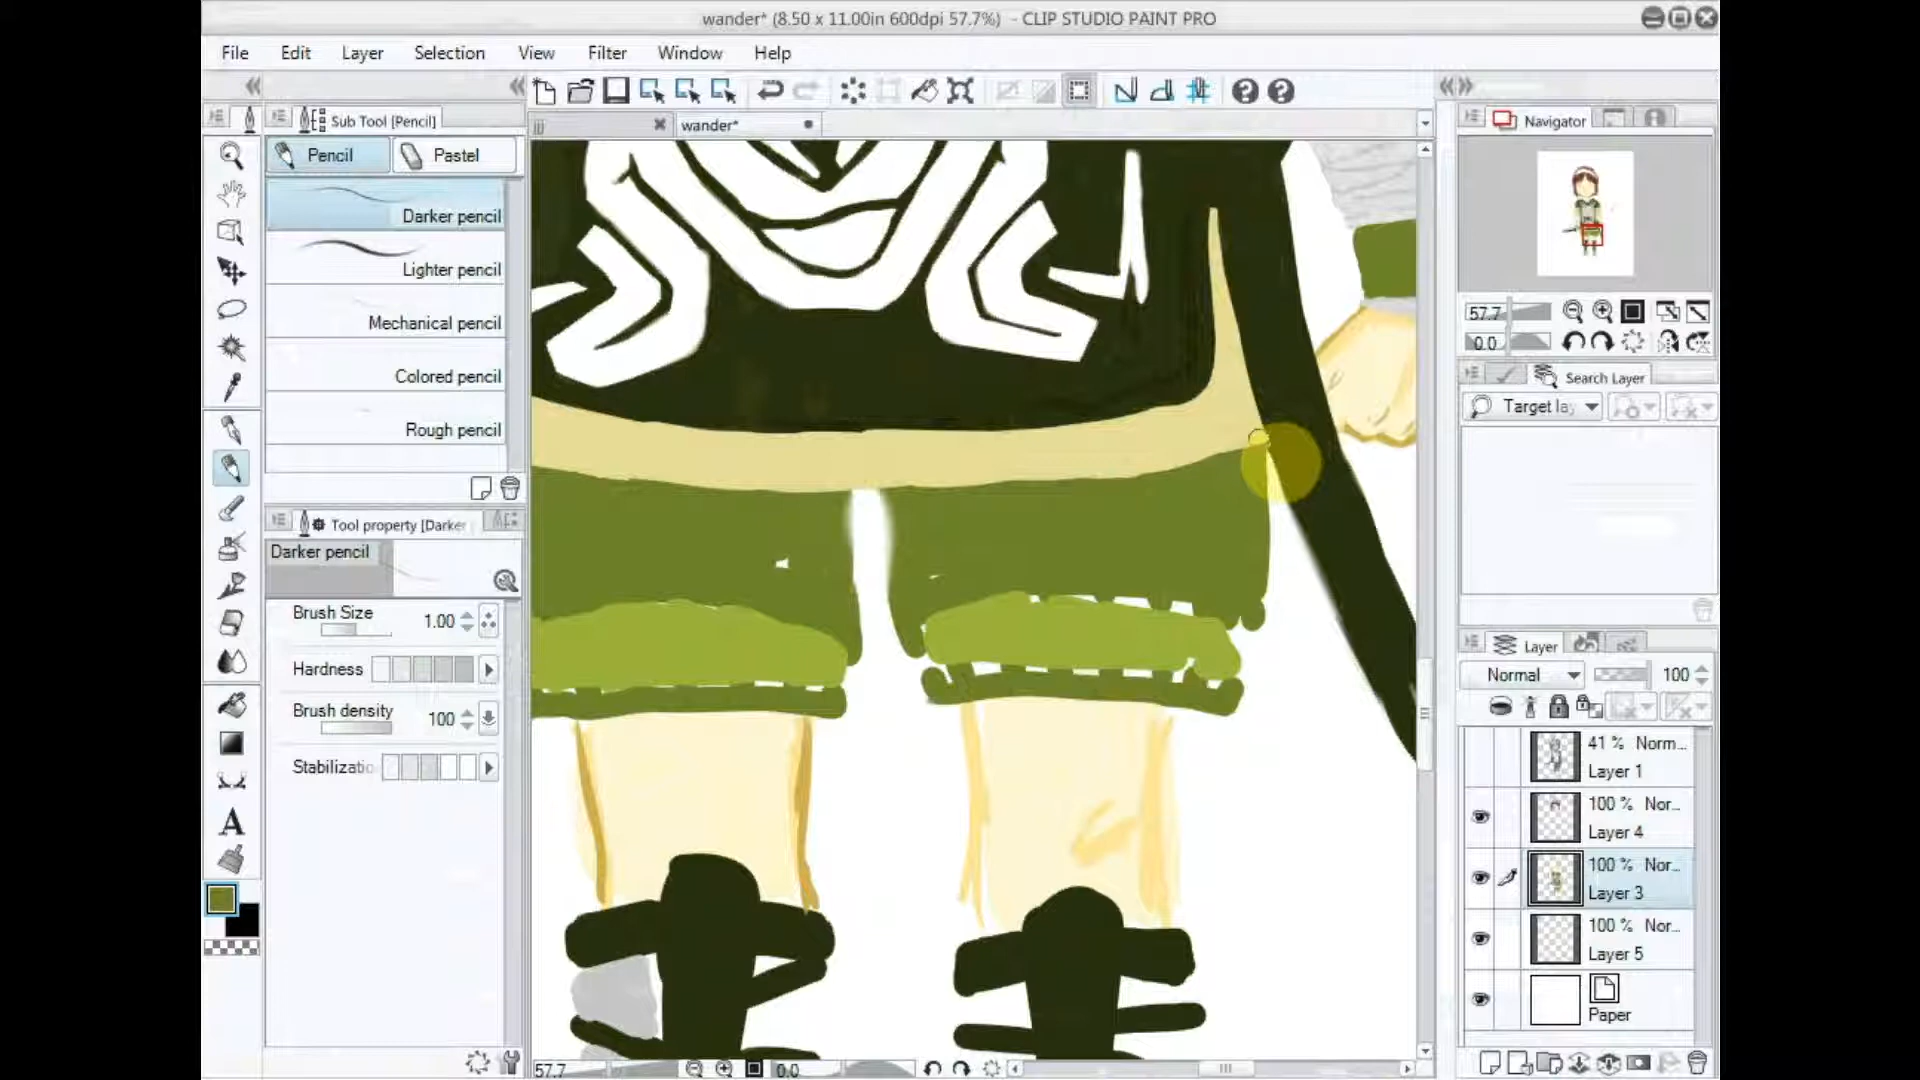 wander* (8.50 x 11.00in 600dpi 57.7%) - CLIP STUDIO PAINT PRO
File Edit Layer Selection View Filter Window Help
Sub Tool [Pencil]
wander*
Navigator
Pencil Pastel
Darker pencil
Lighter pencil
Mechanical pencil
Colored pencil
Rough pencil
57.7
0.0
Search Layer
Target la
Tool property [Darker
Darker pencil
Brush Size 1.00
Hardness
Brush density 100
Stabilizatio
Layer
Normal 100
41 % Norm...
Layer 1
100 % Nor...
Layer 4
100 % Nor...
Layer 3
100 % Nor...
Layer 5
Paper
A
57.7 0.0